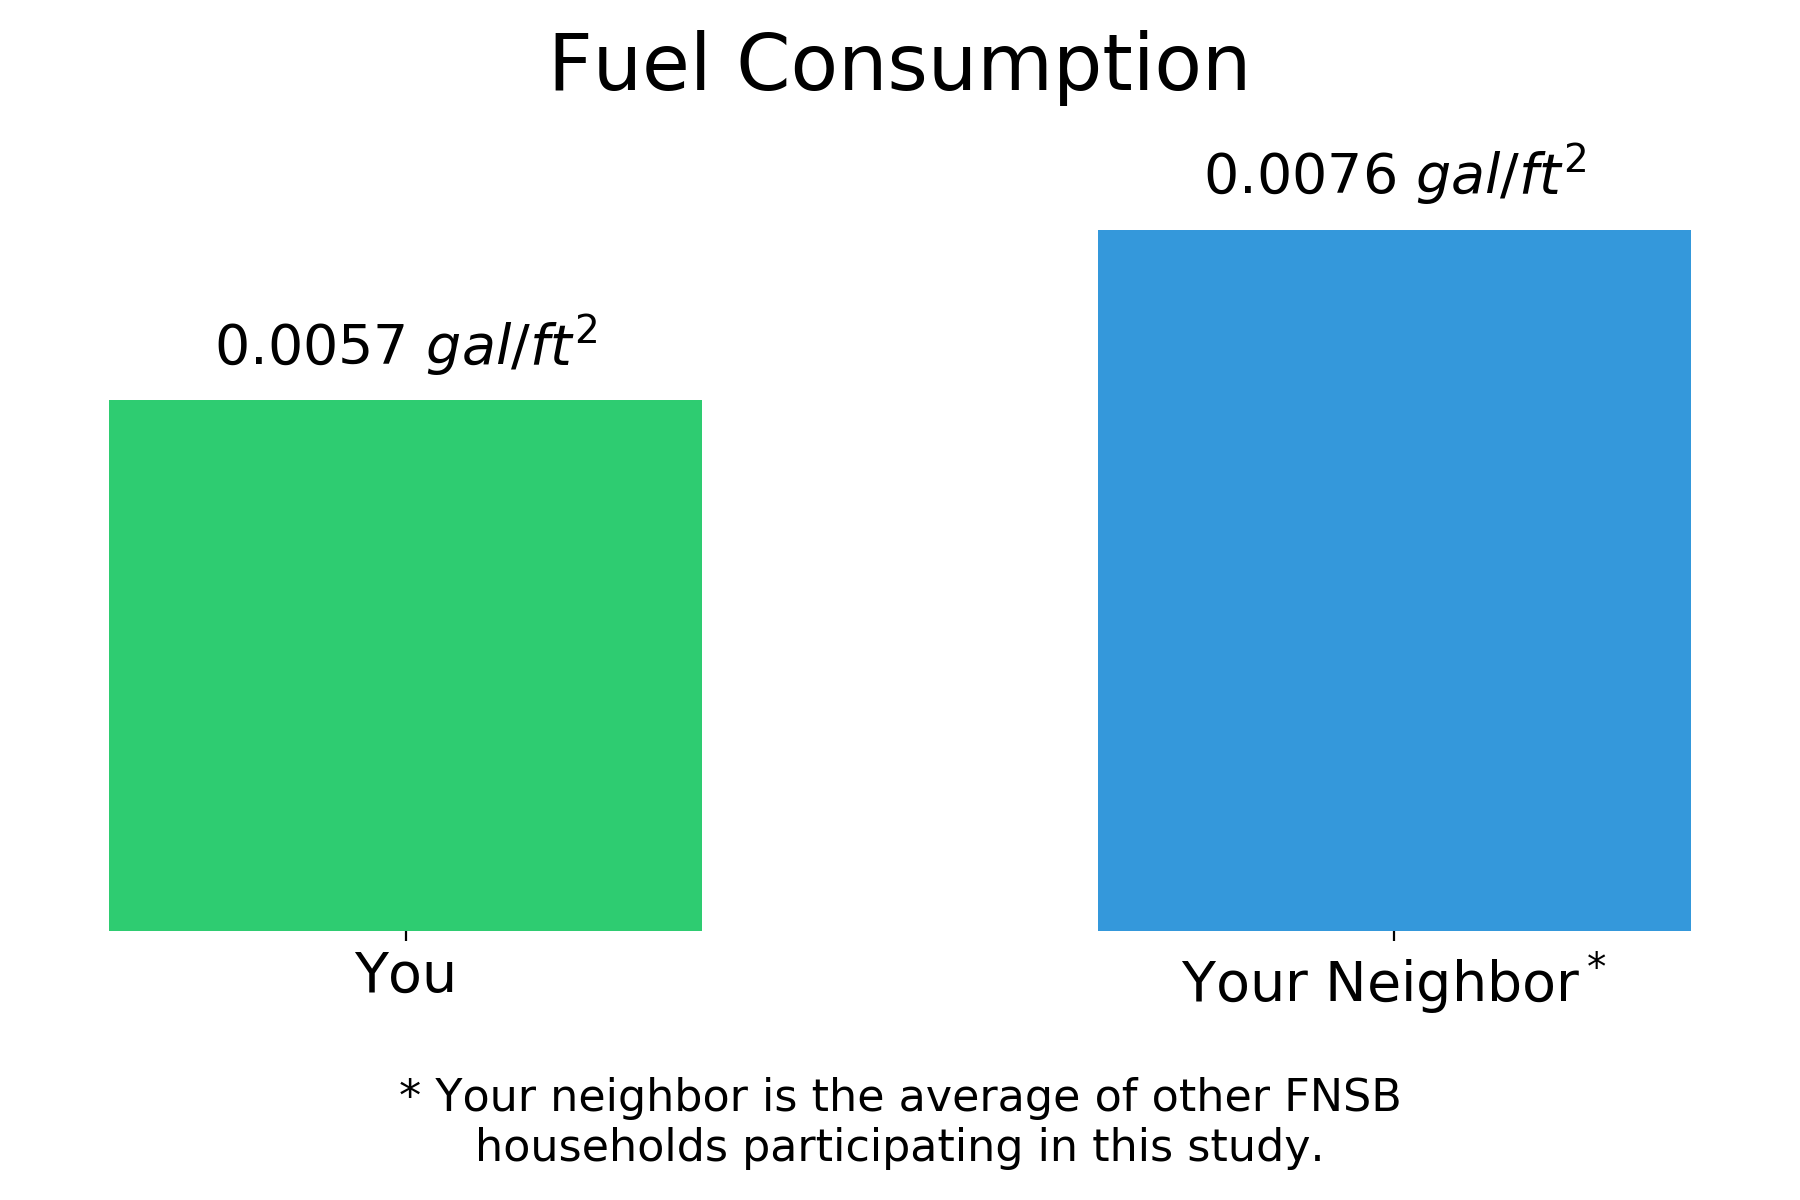 Fuel Consumption
0.0076 gal/ft²
0.0057 gal/ft²
You
Your Neighbor*
* Your neighbor is the average of other FNSB
households participating in this study.